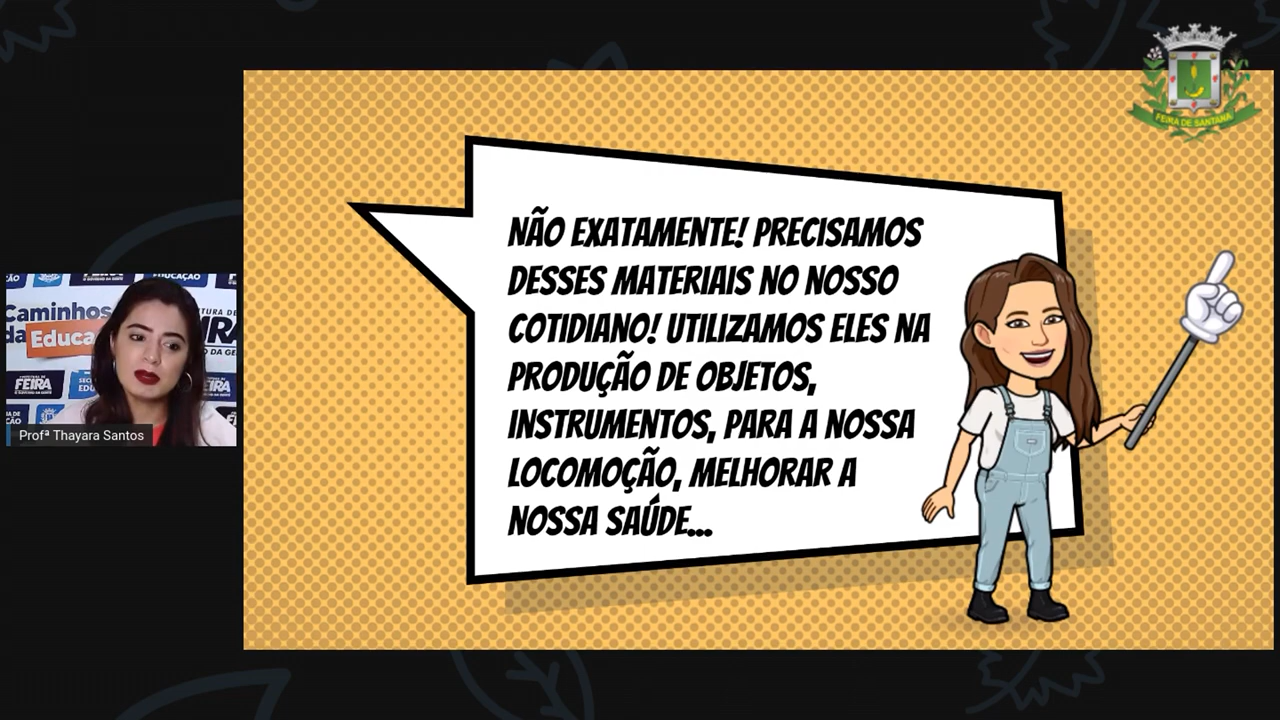 FEIRA DE SANTANA
NÃO EXATAMENTE! PRECISAMOS
DESSES MATERIAIS NO NOSSO
COTIDIANO! UTILIZAMOS ELES NA
PRODUÇÃO DE OBJETOS,
INSTRUMENTOS, PARA A NOSSA
LOCOMOÇÃO, MELHORAR A
NOSSA SAÚDE...
Caminhos
da Educa
FEIRA
Profª Thayara Santos